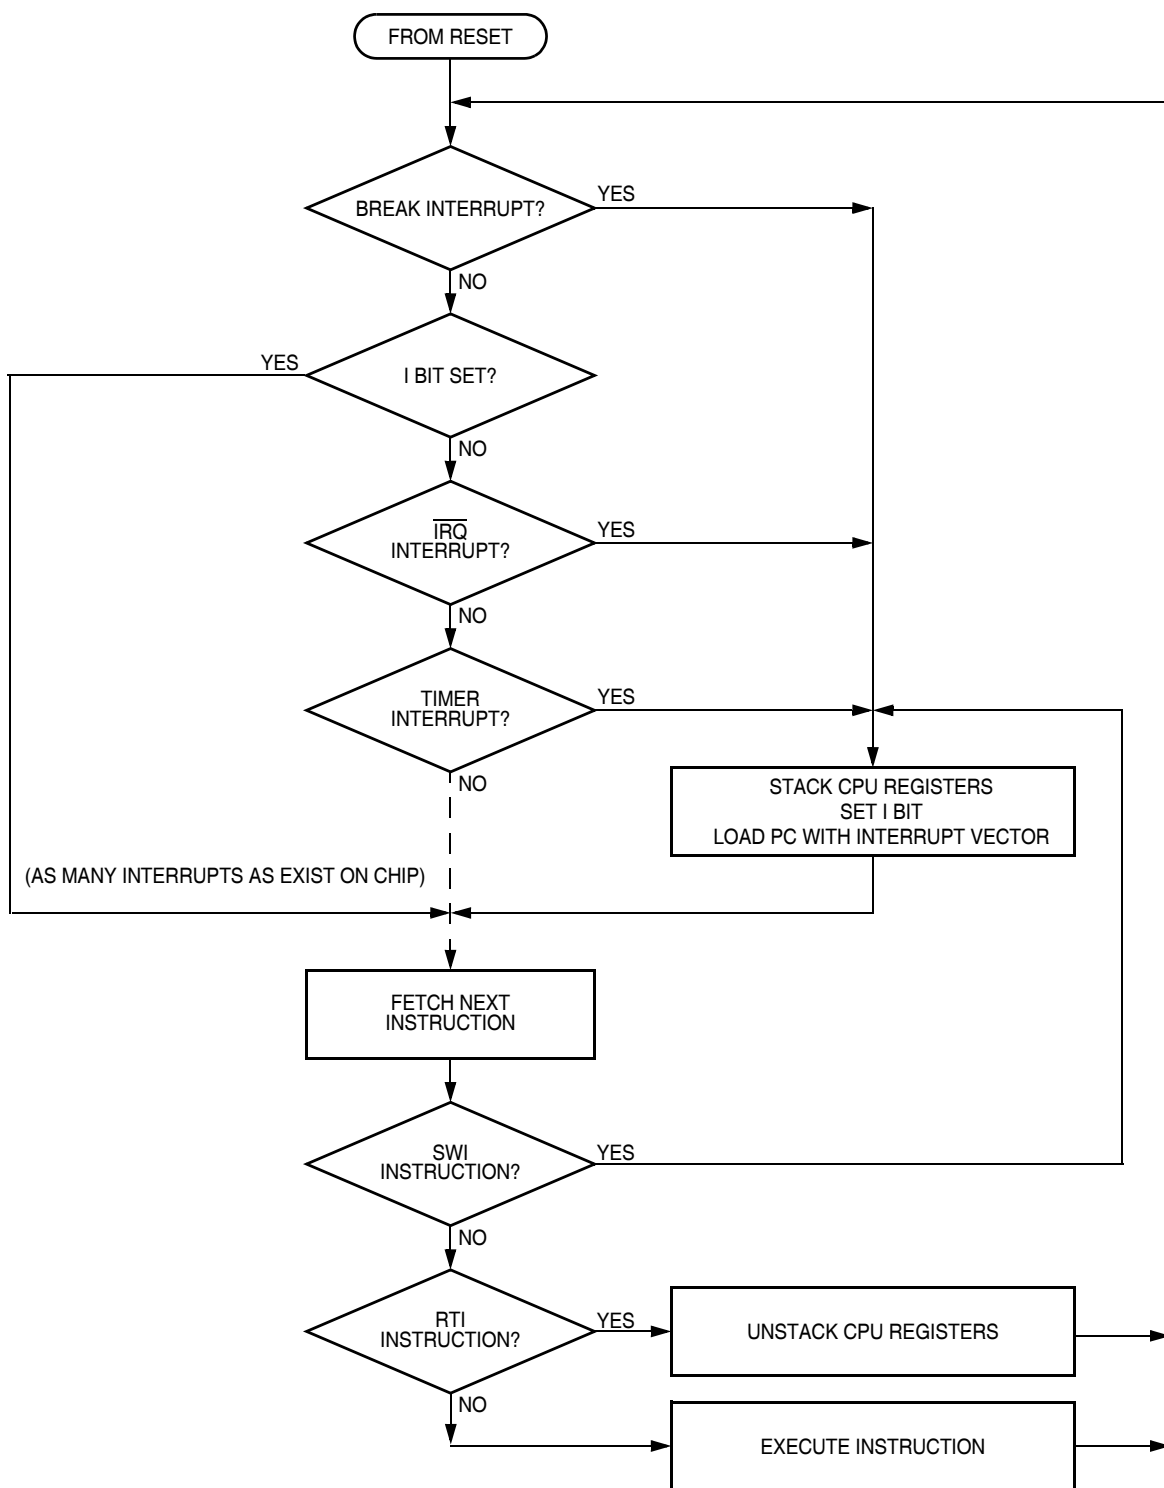 FROM RESET
BREAK INTERRUPT?
YES
NO
YES
I BIT SET?
NO
IRQ
INTERRUPT?
YES
NO
TIMER
INTERRUPT?
YES
NO
STACK CPU REGISTERS
SET I BIT
LOAD PC WITH INTERRUPT VECTOR
(AS MANY INTERRUPTS AS EXIST ON CHIP)
FETCH NEXT
INSTRUCTION
SWI
INSTRUCTION?
YES
NO
RTI
INSTRUCTION?
YES
UNSTACK CPU REGISTERS
NO
EXECUTE INSTRUCTION